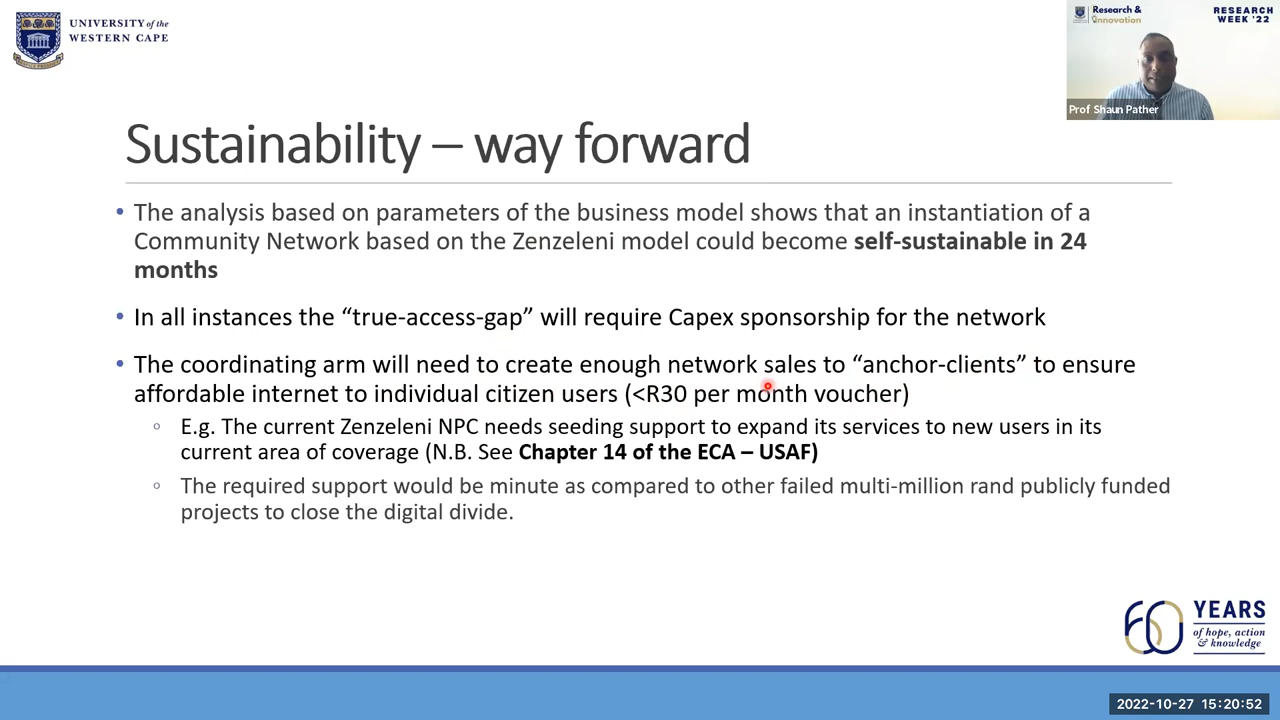 UNIVERSITY of the
WESTERN CAPE
Research &
Innovation
RESEARCH
WEEK '22
Prof Shaun Pather
Sustainability – way forward
• The analysis based on parameters of the business model shows that an instantiation of a
Community Network based on the Zenzeleni model could become self-sustainable in 24
months
• In all instances the “true-access-gap” will require Capex sponsorship for the network
• The coordinating arm will need to create enough network sales to “anchor-clients” to ensure
affordable internet to individual citizen users (<R30 per month voucher)
◦ E.g. The current Zenzeleni NPC needs seeding support to expand its services to new users in its
current area of coverage (N.B. See Chapter 14 of the ECA – USAF)
◦ The required support would be minute as compared to other failed multi-million rand publicly funded
projects to close the digital divide.
60 YEARS
of hope, action
& knowledge
2022-10-27 15:20:52